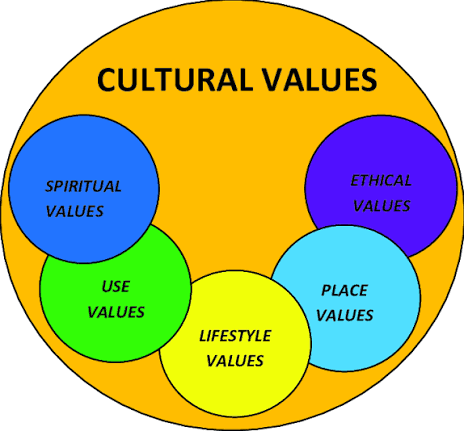 CULTURAL VALUES
SPIRITUAL
VALUES
ETHICAL
VALUES
USE
VALUES
PLACE
VALUES
LIFESTYLE
VALUES